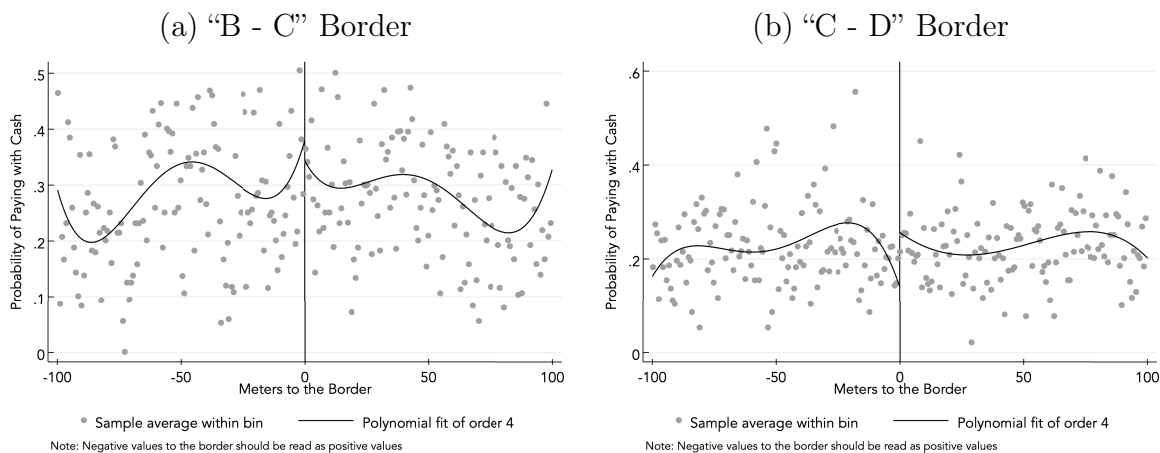 (a) “B - C” Border
(b) “C - D” Border
Probability of Paying with Cash
.5
.4
.3
.2
.1
0
-100 -50 0 50 100
Meters to the Border
Sample average within bin Polynomial fit of order 4
Note: Negative values to the border should be read as positive values
Probability of Paying with Cash
.6
.4
.2
0
-100 -50 0 50 100
Meters to the Border
Sample average within bin Polynomial fit of order 4
Note: Negative values to the border should be read as positive values